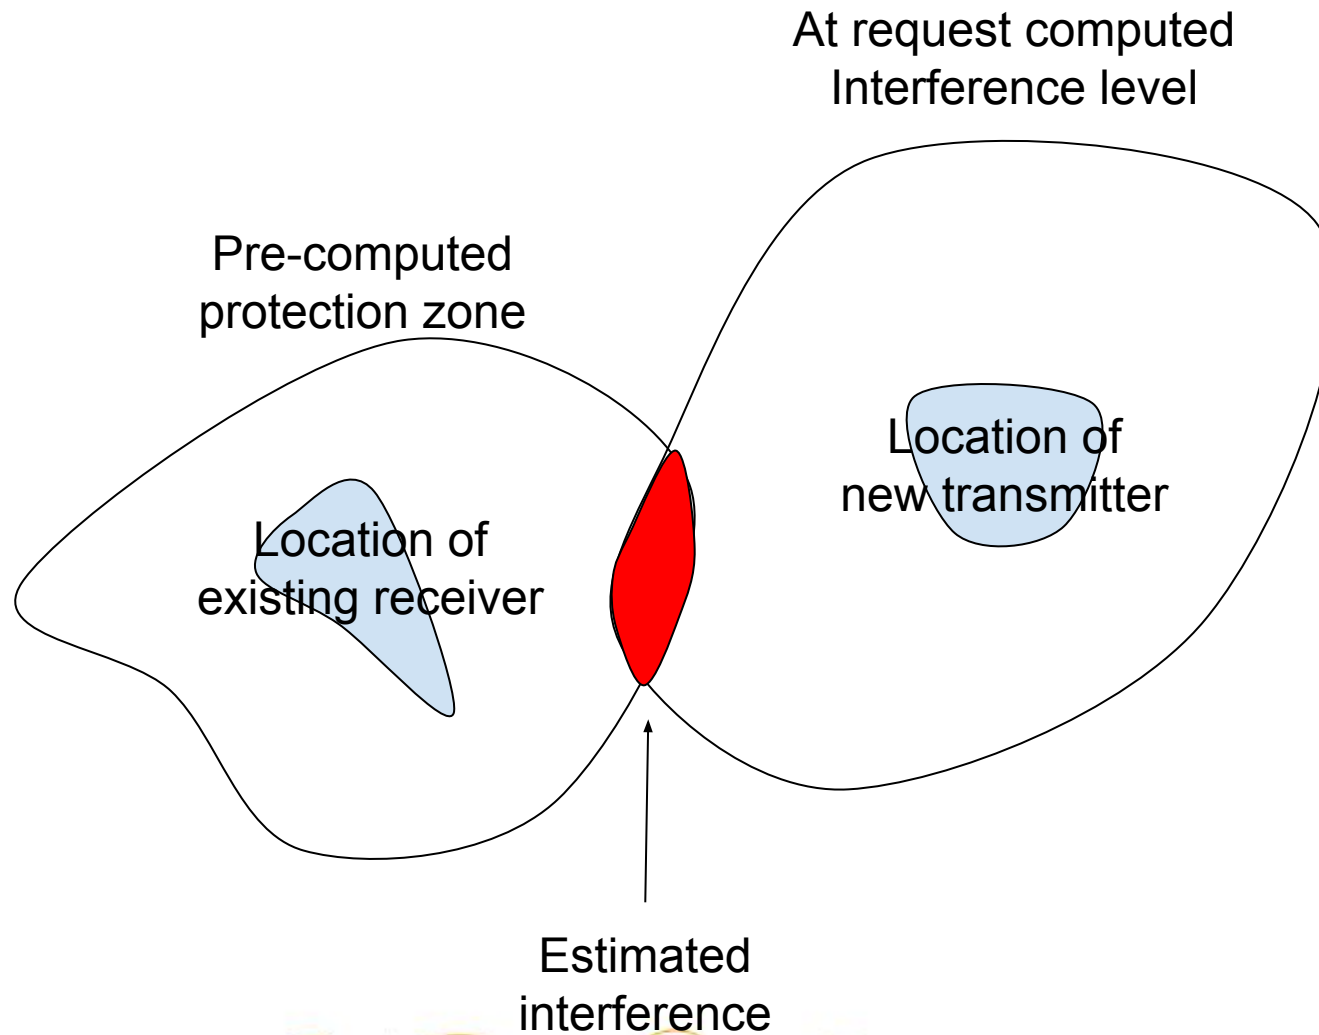 At request computed
Interference level
Pre-computed
protection zone
Location of
new transmitter
Location of
existing receiver
Estimated
interference